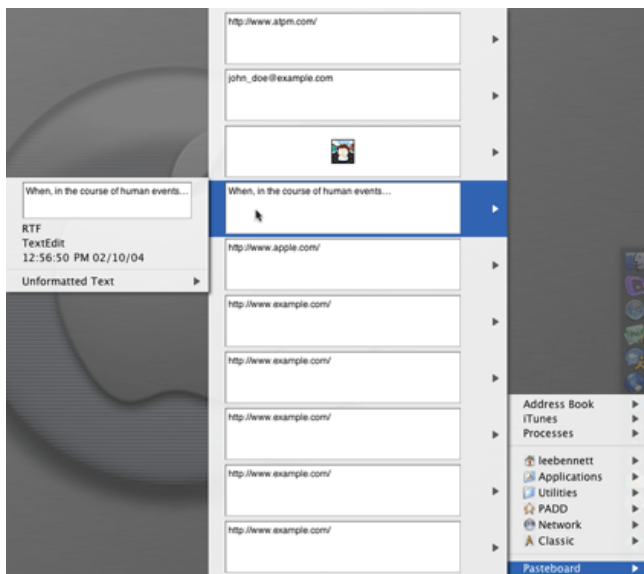 http://www.atpm.com/
john_doe@example.com
When, in the course of human events...
RTF
TextEdit
12:56:50 PM 02/10/04
Unformatted Text
When, in the course of human events...
http://www.apple.com/
http://www.example.com/
http://www.example.com/
http://www.example.com/
http://www.example.com/
http://www.example.com/
Address Book
iTunes
Processes
leebennett
Applications
Utilities
PADD
Network
Classic
Pasteboard